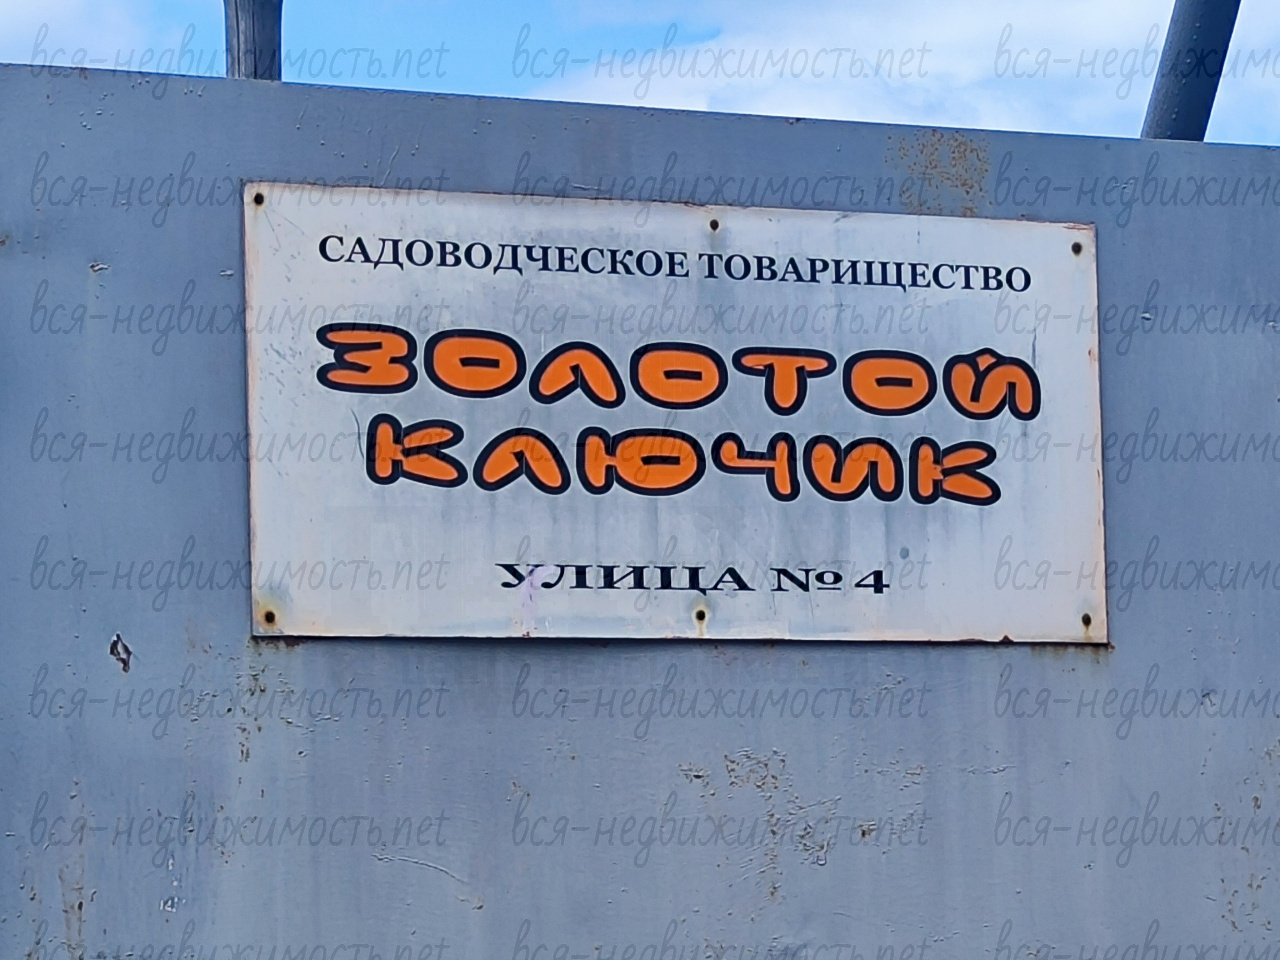 САДОВОДЧЕСКОЕ ТОВАРИЩЕСТВО
ЗОЛОТОЙ
КЛЮЧИК
УЛИЦА № 4
вся-недвижимость.net